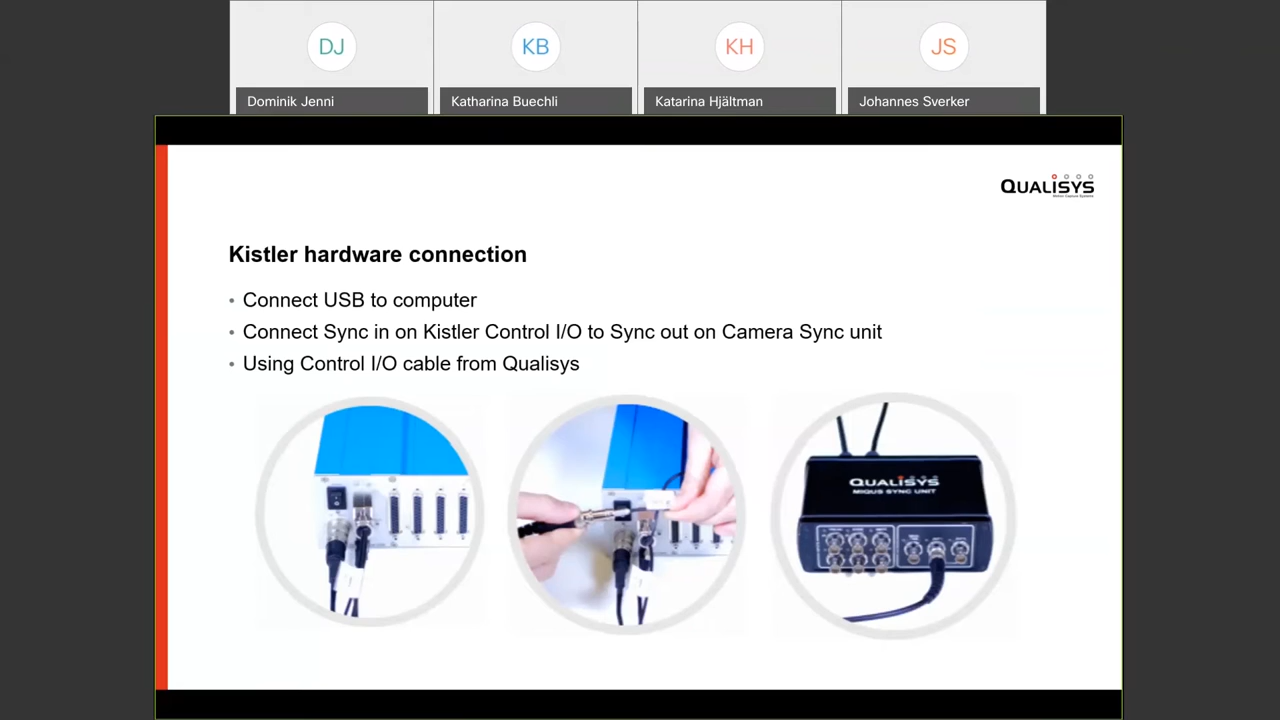 DJ
KB
KH
JS
Dominik Jenni
Katharina Buechli
Katarina Hjältman
Johannes Sverker
QUALISYS
Kistler hardware connection
• Connect USB to computer
• Connect Sync in on Kistler Control I/O to Sync out on Camera Sync unit
• Using Control I/O cable from Qualisys
QUALISYS
MIQUS SYNC UNIT